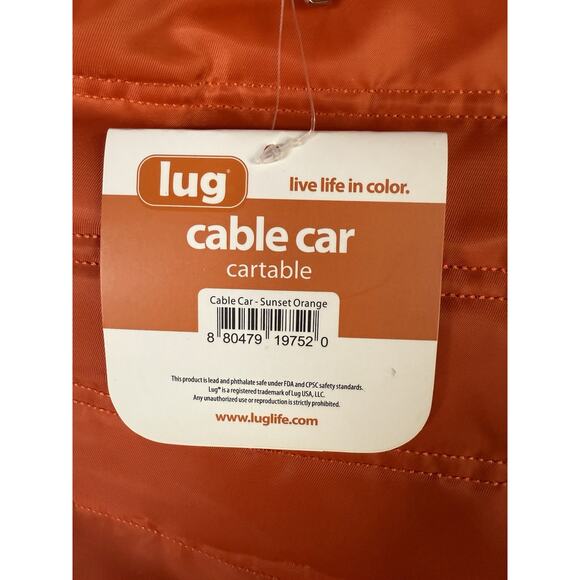 lug®
live life in color.
cable car
cartable
Cable Car - Sunset Orange
8 80479 19752 0
This product is lead and phthalate safe under FDA and CPSC safety standards.
Lug® is a registered trademark of Lug USA, LLC.
Any unauthorized use or reproduction is strictly prohibited.
www.luglife.com